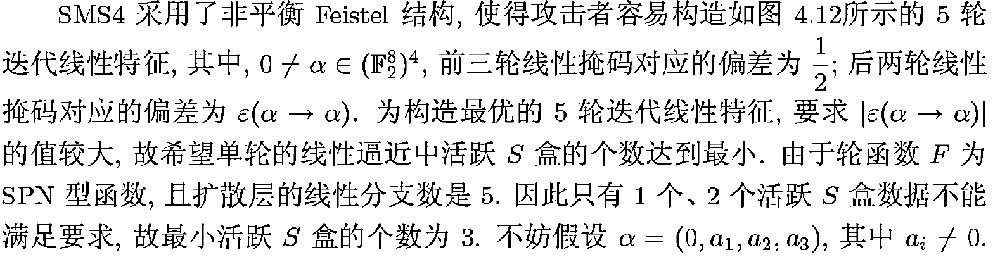 SMS4 采用了非平衡 Feistel 结构, 使得攻击者容易构造如图 4.12所示的 5 轮
迭代线性特征, 其中, $0 \neq \alpha \in (\mathbb{F}_2^8)^4$, 前三轮线性掩码对应的偏差为 $\frac{1}{2}$; 后两轮线性
掩码对应的偏差为 $\varepsilon(\alpha \to \alpha)$. 为构造最优的 5 轮迭代线性特征, 要求 $|\varepsilon(\alpha \to \alpha)|$
的值较大, 故希望单轮的线性逼近中活跃 $S$ 盒的个数达到最小. 由于轮函数 $F$ 为
SPN 型函数, 且扩散层的线性分支数是 5. 因此只有 1 个、2 个活跃 $S$ 盒数据不能
满足要求, 故最小活跃 $S$ 盒的个数为 3. 不妨假设 $\alpha = (0, a_1, a_2, a_3)$, 其中 $a_i \neq 0$.